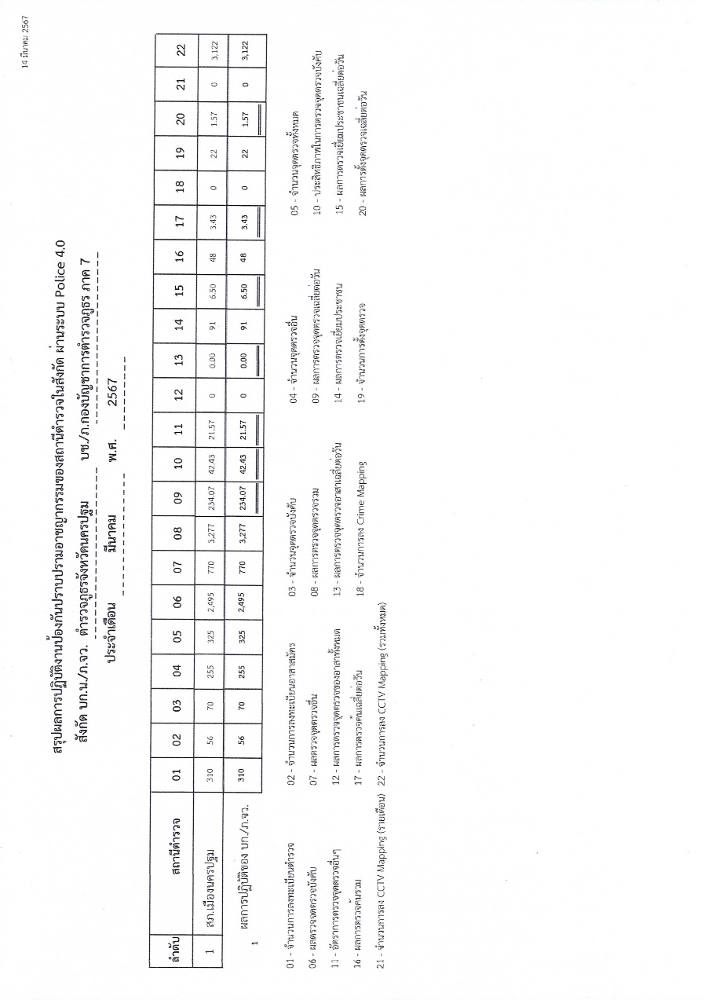 14 มีนาคม 2567
สรุปผลการปฏิบัติงานป้องกันปราบปรามอาชญากรรมของสถานีตำรวจในสังกัด ผ่านระบบ Police 4.0
สังกัด บก.น./ภ.จว. ตำรวจภูธรจังหวัดนครปฐม บช./ภ.กองบัญชาการตำรวจภูธร ภาค 7
ประจำเดือน มีนาคม พ.ศ. 2567
ลำดับ สถานีตำรวจ 01 02 03 04 05 06 07 08 09 10 11 12 13 14 15 16 17 18 19 20 21 22
1 สภ.เมืองนครปฐม 310 56 70 255 325 2,495 770 3,277 234.07 42.43 21.57 0 0.00 91 6.50 48 3.43 0 22 1.57 0 3,122
ผลการปฏิบัติของ บก./ภ.จว. 310 56 70 255 325 2,495 770 3,277 234.07 42.43 21.57 0 0.00 91 6.50 48 3.43 0 22 1.57 0 3,122
1
01 - จำนวนการลงทะเบียนตำรวจ 02 - จำนวนการลงทะเบียนอาสาสมัคร 03 - จำนวนจุดตรวจบังคับ 04 - จำนวนจุดตรวจอื่น 05 - จำนวนจุดตรวจทั้งหมด
06 - ผลตรวจจุดตรวจบังคับ 07 - ผลตรวจจุดตรวจอื่น 08 - ผลการตรวจจุดตรวจรวม 09 - ผลการตรวจจุดตรวจเฉลี่ยต่อวัน 10 - ประสิทธิภาพในการตรวจจุดตรวจบังคับ
11 - อัตราการตรวจจุดตรวจอื่นๆ 12 - ผลการตรวจจุดตรวจของอาสาทั้งหมด 13 - ผลการตรวจจุดตรวจอาสาเฉลี่ยต่อวัน 14 - ผลการตรวจเยี่ยมประชาชน 15 - ผลการตรวจเยี่ยมประชาชนเฉลี่ยต่อวัน
16 - ผลการตรวจค้นรวม 17 - ผลการตรวจค้นเฉลี่ยต่อวัน 18 - จำนวนการลง Crime Mapping 19 - จำนวนการตั้งจุดตรวจ 20 - ผลการตั้งจุดตรวจเฉลี่ยต่อวัน
21 - จำนวนการลง CCTV Mapping (รายเดือน) 22 - จำนวนการลง CCTV Mapping (รวมทั้งหมด)